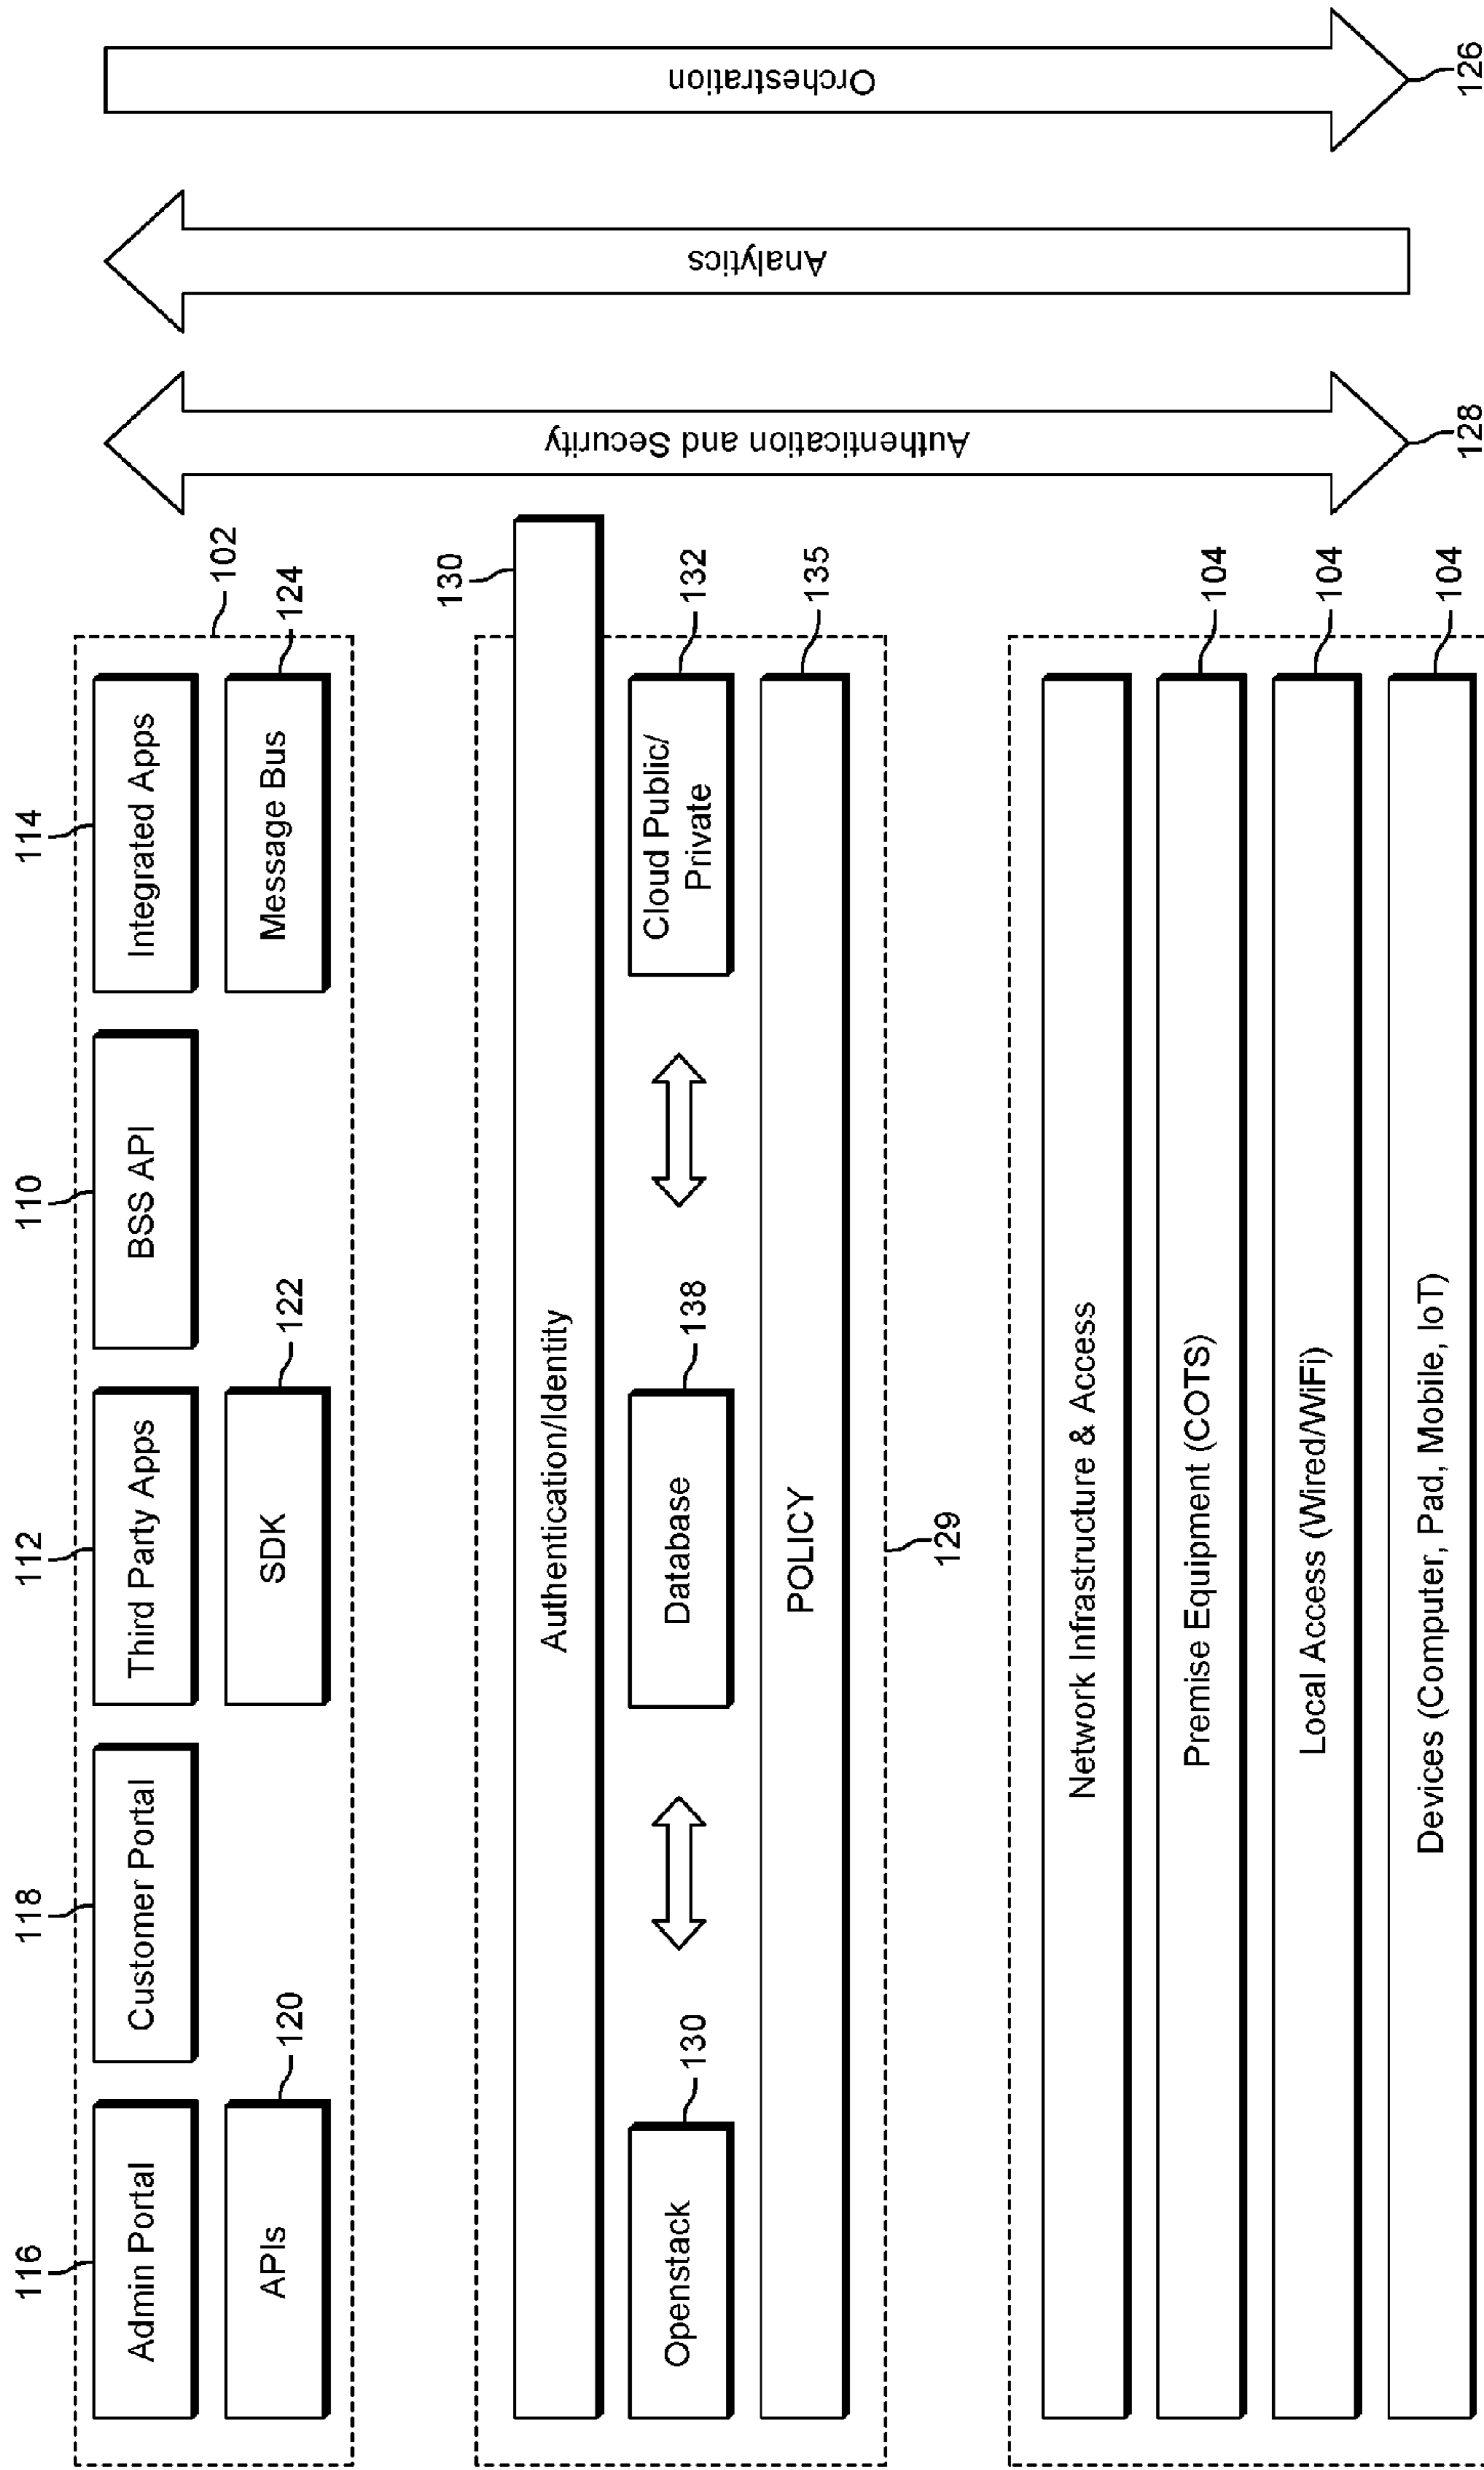 116
118
112
110
114
Admin Portal
Customer Portal
Third Party Apps
BSS API
Integrated Apps
102
APIs
120
SDK
122
Message Bus
124
130
Authentication/Identity
Openstack
130
Database
138
Cloud Public/
Private
132
POLICY
135
129
Network Infrastructure & Access
Premise Equipment (COTS)
104
Local Access (Wired/WiFi)
104
Devices (Computer, Pad, Mobile, IoT)
104
Authentication and Security
128
Analytics
Orchestration
126